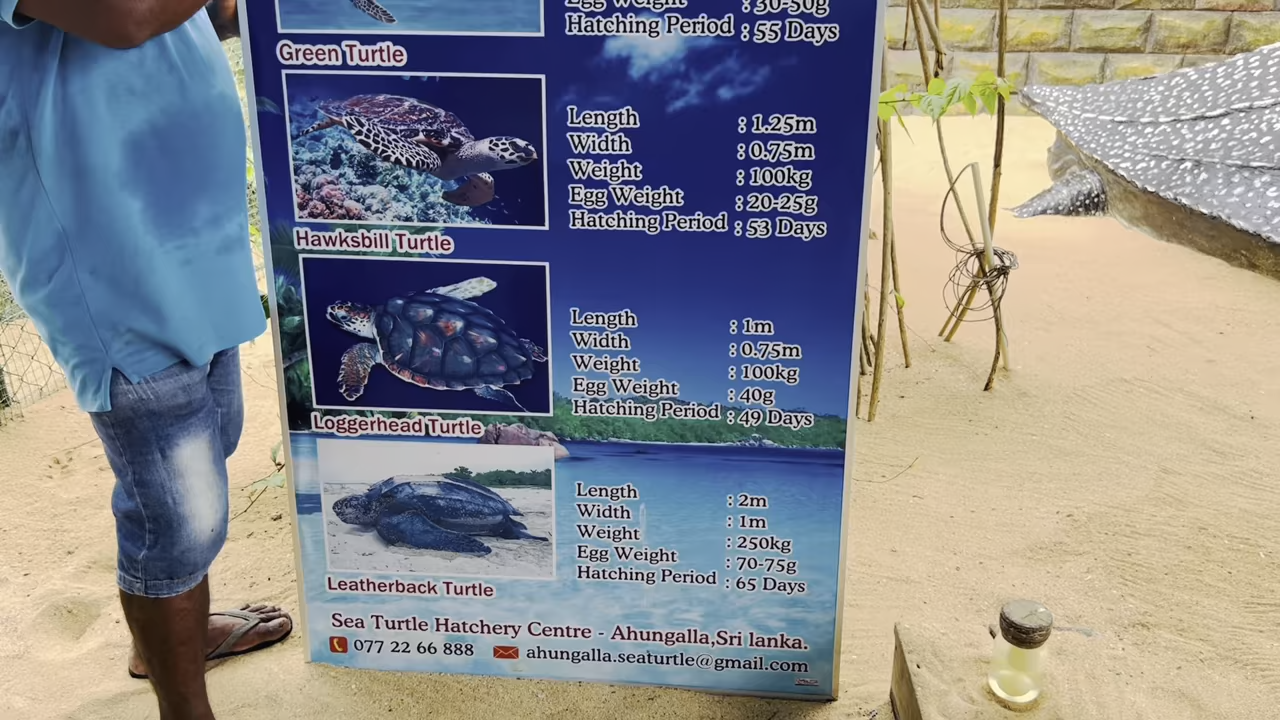 Egg Weight : 30-50g
Hatching Period : 55 Days
Green Turtle
Length : 1.25m
Width : 0.75m
Weight : 100kg
Egg Weight : 20-25g
Hatching Period : 53 Days
Hawksbill Turtle
Length : 1m
Width : 0.75m
Weight : 100kg
Egg Weight : 40g
Hatching Period : 49 Days
Loggerhead Turtle
Length : 2m
Width : 1m
Weight : 250kg
Egg Weight : 70-75g
Hatching Period : 65 Days
Leatherback Turtle
Sea Turtle Hatchery Centre - Ahungalla,Sri lanka.
077 22 66 888 ahungalla.seaturtle@gmail.com